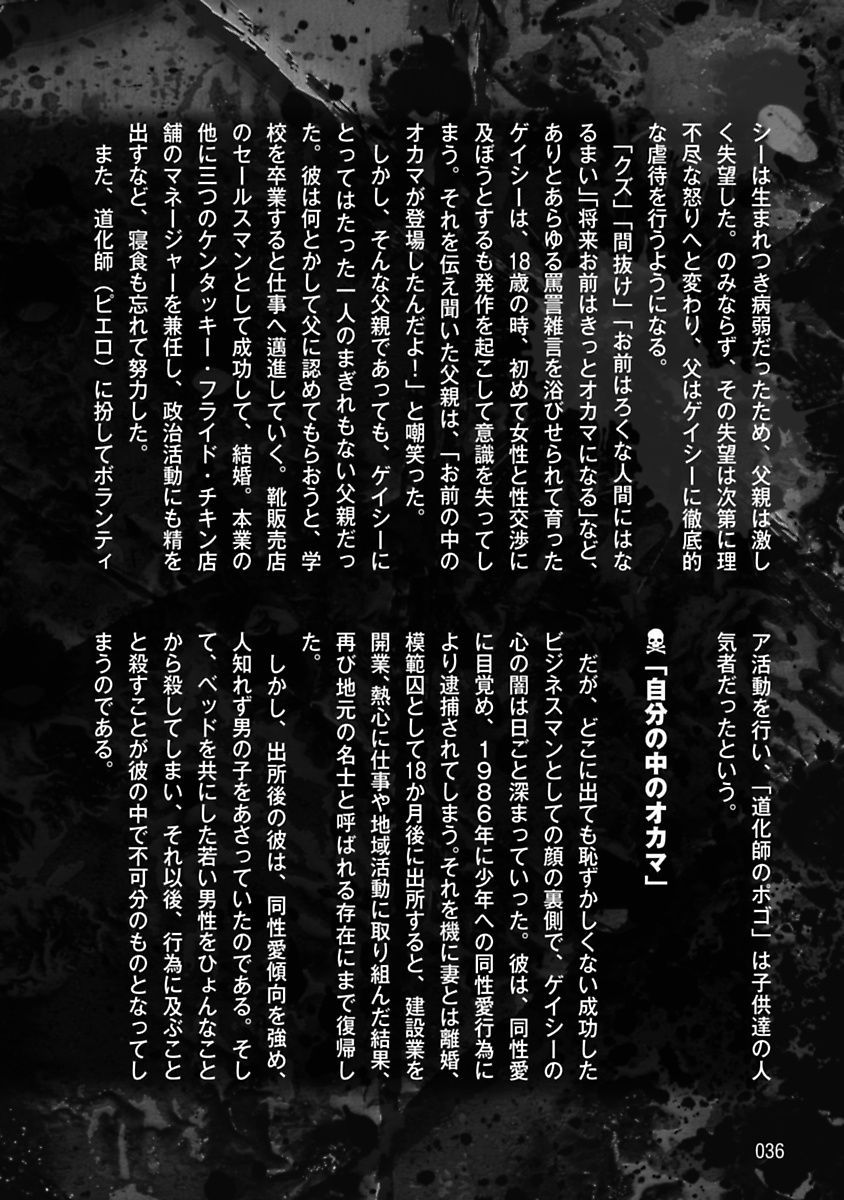 シーは生まれつき病弱だったため、父親は激し
く失望した。のみならず、その失望は次第に理
不尽な怒りへと変わり、父はゲイシーに徹底的
な虐待を行うようになる。
「クズ」「間抜け」「お前はろくな人間にはな
るまい」「将来お前はきっとオカマになる」など、
ありとあらゆる罵詈雑言を浴びせられて育った
ゲイシーは、18歳の時、初めて女性と性交渉に
及ぼうとするも発作を起こして意識を失ってし
まう。それを伝え聞いた父親は、「お前の中の
オカマが登場したんだよ！」と嘲笑った。
しかし、そんな父親であっても、ゲイシーに
とってはたった一人のまぎれもない父親だっ
た。彼は何とかして父に認めてもらおうと、学
校を卒業すると仕事へ邁進していく。靴販売店
のセールスマンとして成功して、結婚。本業の
他に三つのケンタッキー・フライド・チキン店
舗のマネージャーを兼任し、政治活動にも精を
出すなど、寝食も忘れて努力した。
また、道化師（ピエロ）に扮してボランティ
ア活動を行い、「道化師のポゴ」は子供達の人
気者だったという。
「自分の中のオカマ」
だが、どこに出ても恥ずかしくない成功した
ビジネスマンとしての顔の裏側で、ゲイシーの
心の闇は日ごと深まっていった。彼は、同性愛
に目覚め、1986年に少年への同性愛行為に
より逮捕されてしまう。それを機に妻とは離婚、
模範囚として18か月後に出所すると、建設業を
開業、熱心に仕事や地域活動に取り組んだ結果、
再び地元の名士と呼ばれる存在にまで復帰し
た。
しかし、出所後の彼は、同性愛傾向を強め、
人知れず男の子をあさっていたのである。そし
て、ベッドを共にした若い男性をひょんなこと
から殺してしまい、それ以後、行為に及ぶこと
と殺すことが彼の中で不可分のものとなってし
まうのである。
036